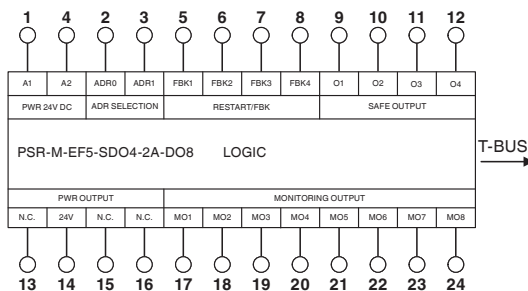 1 4 2 3 5 6 7 8 9 10 11 12
A1 A2 ADR0 ADR1 FBK1 FBK2 FBK3 FBK4 O1 O2 O3 O4
PWR 24V DC ADR SELECTION RESTART/FBK SAFE OUTPUT
PSR-M-EF5-SDO4-2A-DO8 LOGIC
T-BUS
PWR OUTPUT MONITORING OUTPUT
N.C. 24V N.C. N.C. MO1 MO2 MO3 MO4 MO5 MO6 MO7 MO8
13 14 15 16 17 18 19 20 21 22 23 24